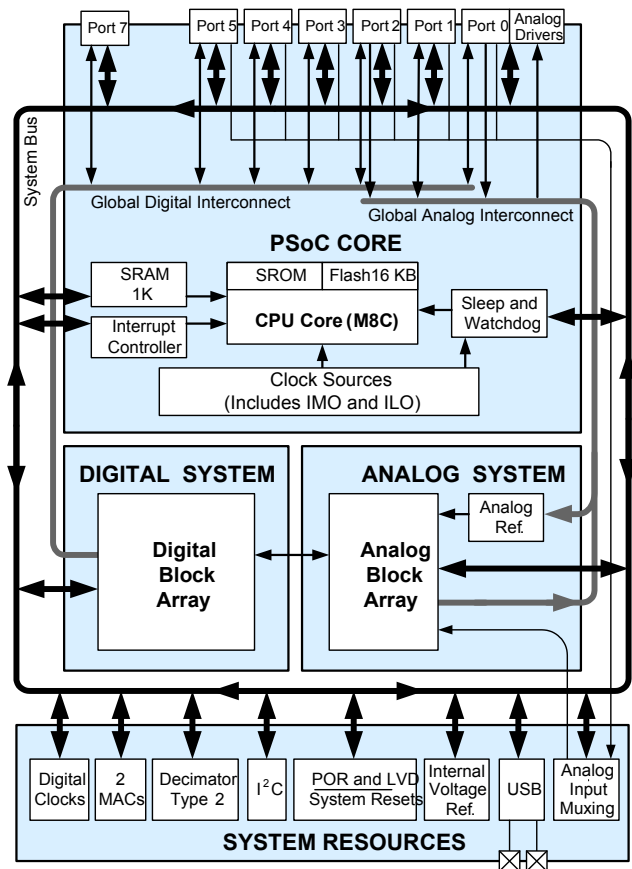 Port 7
Port 5
Port 4
Port 3
Port 2
Port 1
Port 0
Analog
Drivers
System Bus
Global Digital Interconnect
Global Analog Interconnect
PSoC CORE
SRAM
1K
SROM
Flash16 KB
CPU Core (M8C)
Interrupt
Controller
Sleep and
Watchdog
Clock Sources
(Includes IMO and ILO)
DIGITAL SYSTEM
ANALOG SYSTEM
Digital
Block
Array
Analog
Block
Array
Analog
Ref.
Digital
Clocks
2
MACs
Decimator
Type 2
I²C
POR and LVD
System Resets
Internal
Voltage
Ref.
USB
Analog
Input
Muxing
SYSTEM RESOURCES